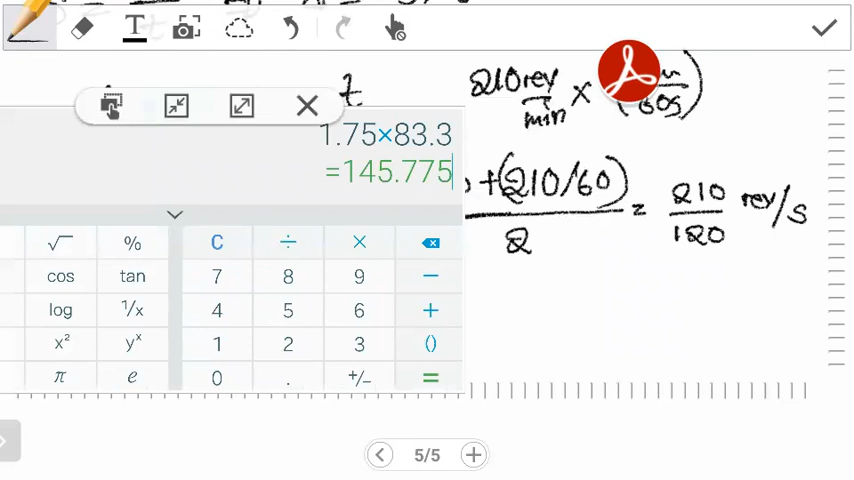 T
t
210 rev/min × ( /60s)
1.75×83.3
=145.775
+(210/60)/2 = 210/120 rev/s
√ % C ÷ ×
cos tan 7 8 9 −
log 1/x 4 5 6 +
x² yˣ 1 2 3 ()
π e 0 . +/− =
5/5